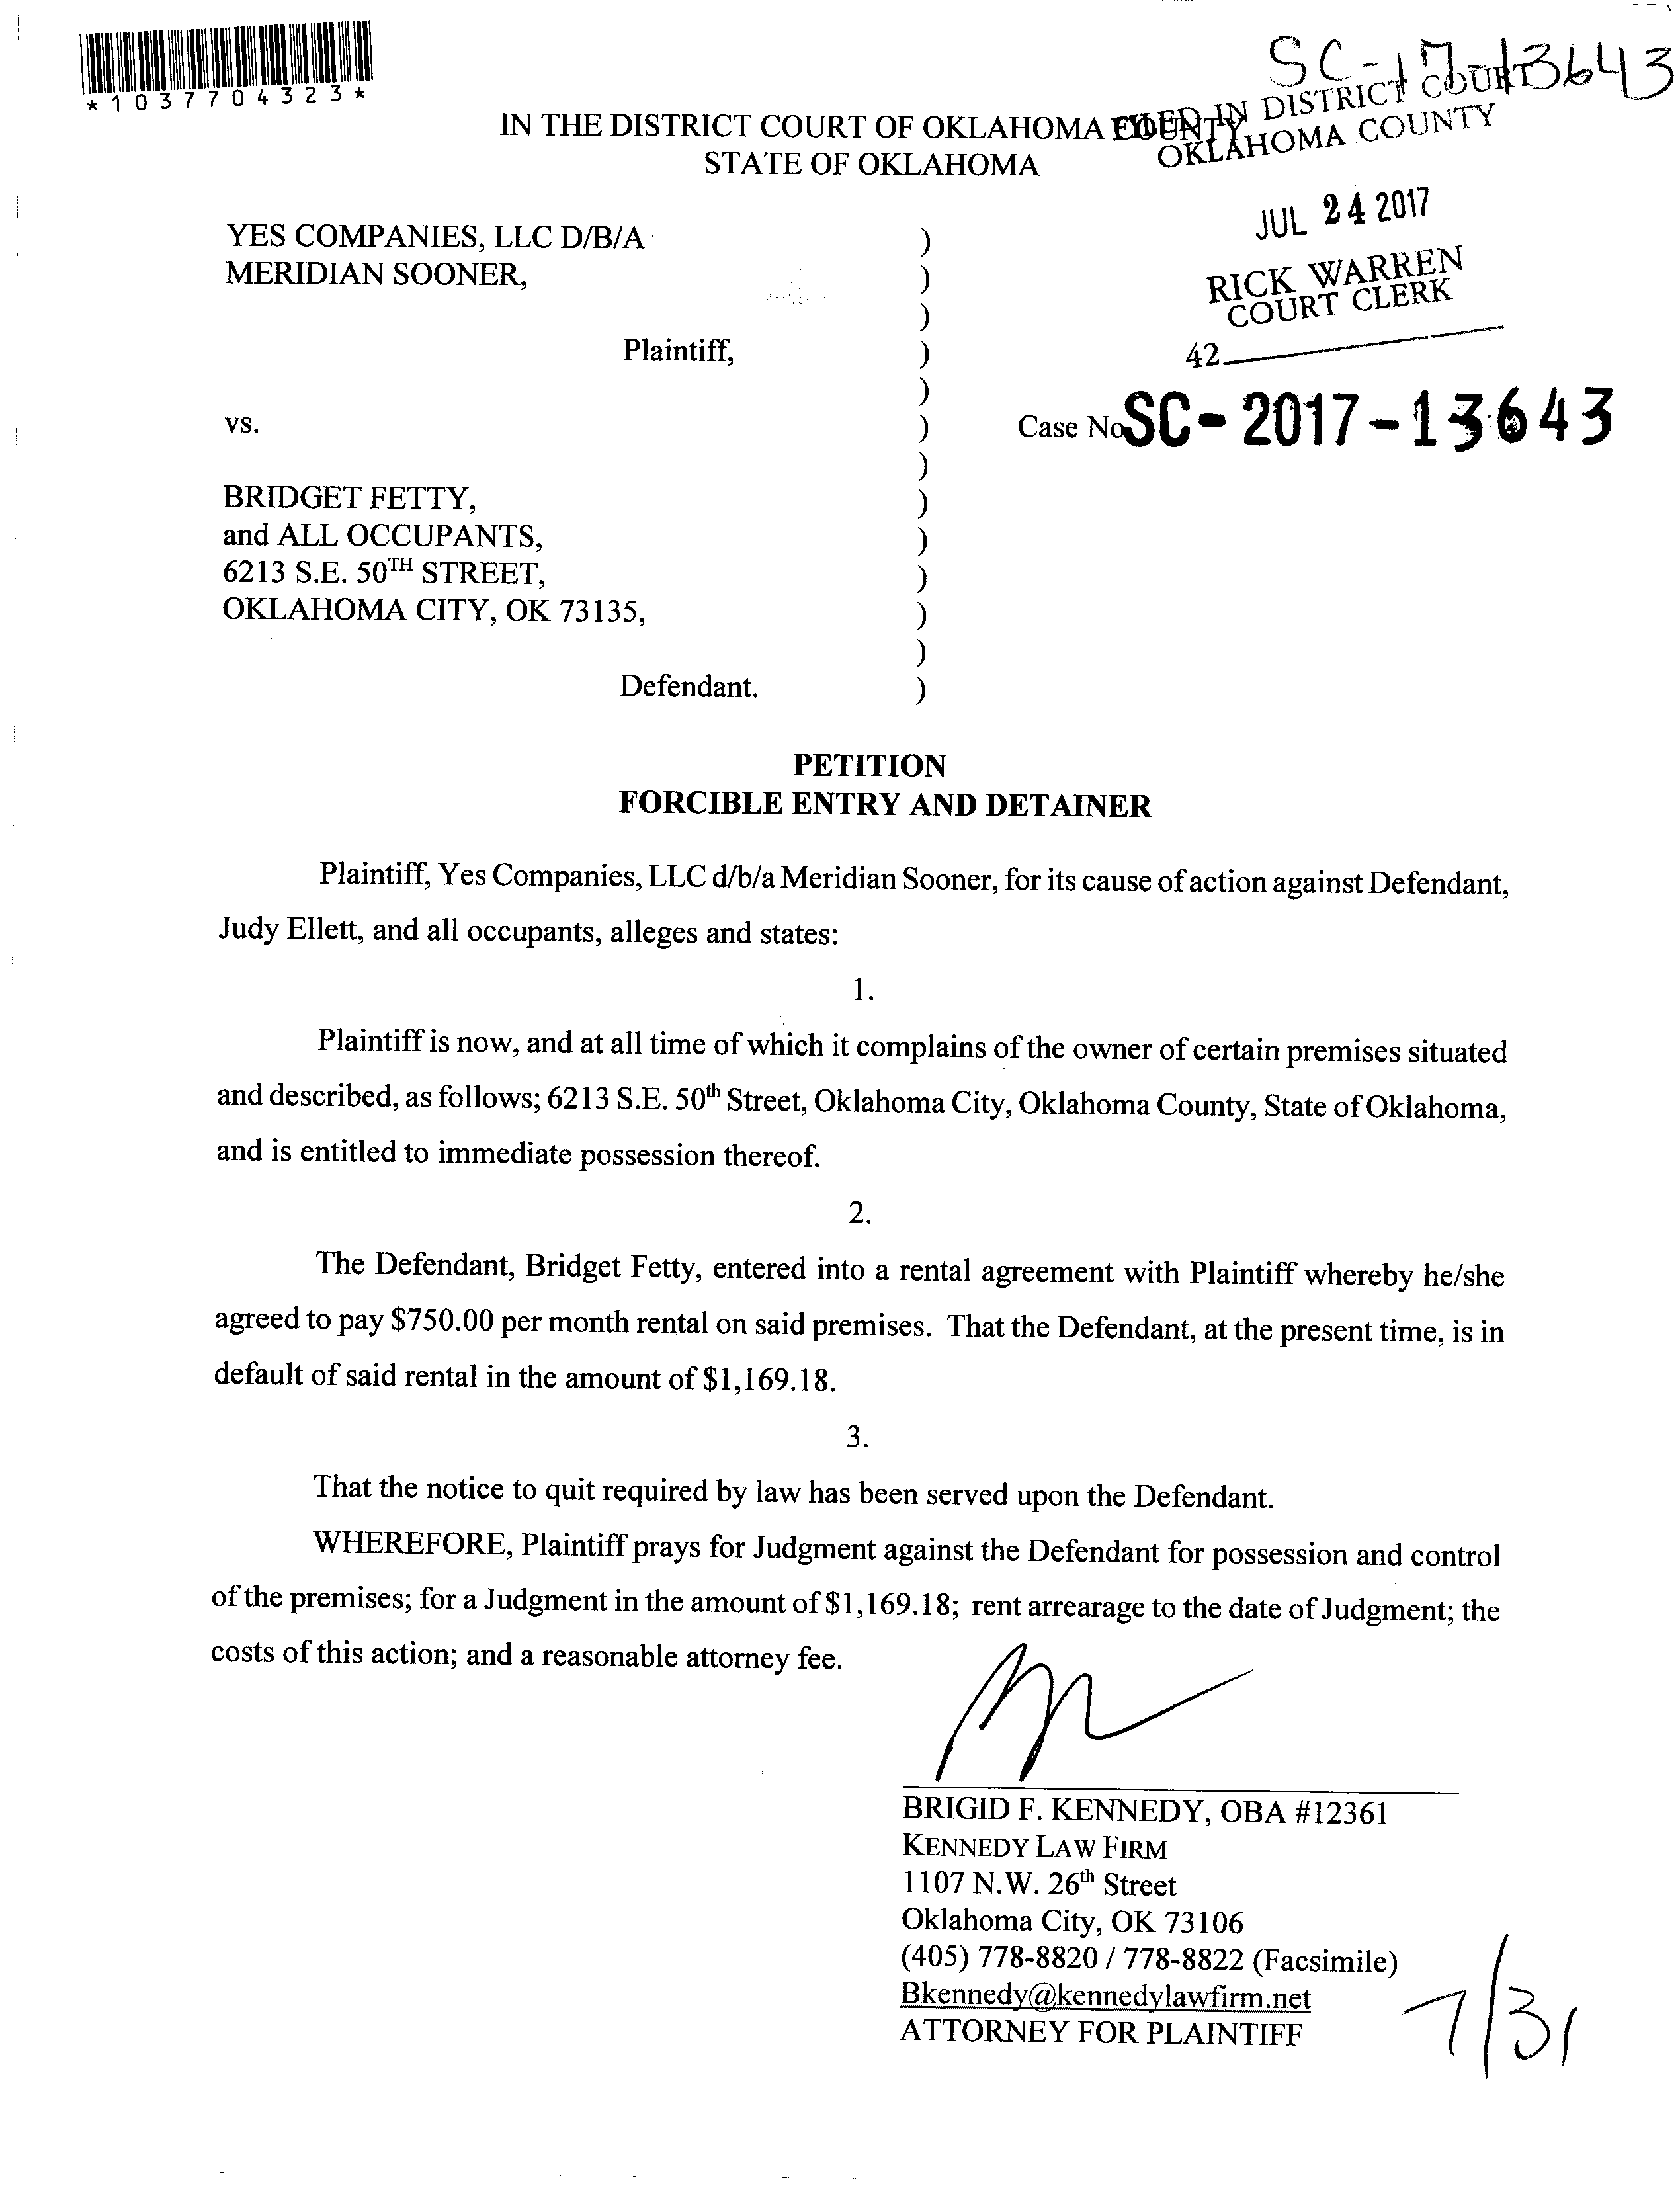 SC-17-13643
*1037704323*
IN THE DISTRICT COURT OF OKLAHOMA COUNTY
STATE OF OKLAHOMA
FILED IN DISTRICT COURT
OKLAHOMA COUNTY
JUL 24 2017
RICK WARREN
COURT CLERK
42
YES COMPANIES, LLC D/B/A )
MERIDIAN SOONER, )
)
Plaintiff, )
)
vs. ) Case No SC-2017-13643
)
BRIDGET FETTY, )
and ALL OCCUPANTS, )
6213 S.E. 50TH STREET, )
OKLAHOMA CITY, OK 73135, )
)
Defendant. )
PETITION
FORCIBLE ENTRY AND DETAINER
Plaintiff, Yes Companies, LLC d/b/a Meridian Sooner, for its cause of action against Defendant,
Judy Ellett, and all occupants, alleges and states:
1.
Plaintiff is now, and at all time of which it complains of the owner of certain premises situated
and described, as follows; 6213 S.E. 50th Street, Oklahoma City, Oklahoma County, State of Oklahoma,
and is entitled to immediate possession thereof.
2.
The Defendant, Bridget Fetty, entered into a rental agreement with Plaintiff whereby he/she
agreed to pay $750.00 per month rental on said premises. That the Defendant, at the present time, is in
default of said rental in the amount of $1,169.18.
3.
That the notice to quit required by law has been served upon the Defendant.
WHEREFORE, Plaintiff prays for Judgment against the Defendant for possession and control
of the premises; for a Judgment in the amount of $1,169.18; rent arrearage to the date of Judgment; the
costs of this action; and a reasonable attorney fee.
BRIGID F. KENNEDY, OBA #12361
KENNEDY LAW FIRM
1107 N.W. 26th Street
Oklahoma City, OK 73106
(405) 778-8820 / 778-8822 (Facsimile)
Bkennedy@kennedylawfirm.net
ATTORNEY FOR PLAINTIFF
7/31